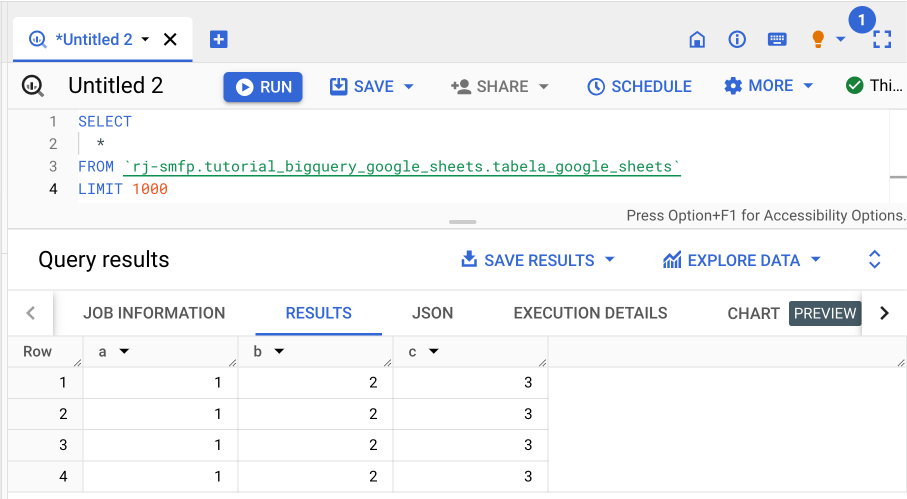 1
*Untitled 2
Untitled 2 RUN SAVE SHARE SCHEDULE MORE Thi...
1 SELECT
2 *
3 FROM `rj-smfp.tutorial_bigquery_google_sheets.tabela_google_sheets`
4 LIMIT 1000
Press Option+F1 for Accessibility Options.
Query results SAVE RESULTS EXPLORE DATA
JOB INFORMATION RESULTS JSON EXECUTION DETAILS CHART PREVIEW
Row a b c
1 1 2 3
2 1 2 3
3 1 2 3
4 1 2 3